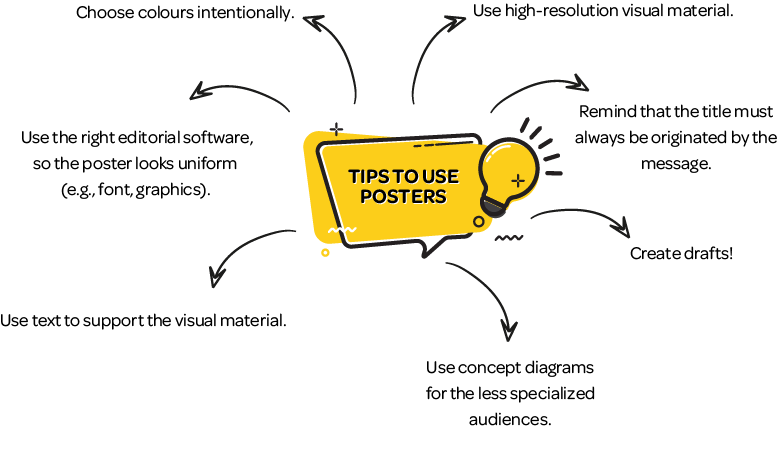 Choose colours intentionally.
Use high-resolution visual material.
Use the right editorial software,
so the poster looks uniform
(e.g., font, graphics).
TIPS TO USE
POSTERS
Remind that the title must
always be originated by the
message.
Create drafts!
Use text to support the visual material.
Use concept diagrams
for the less specialized
audiences.